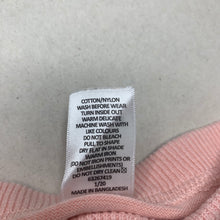 COTTON/NYLON
WASH BEFORE WEAR
TURN INSIDE OUT
WARM DELICATE
MACHINE WASH WITH
LIKE COLOURS
DO NOT BLEACH
PULL TO SHAPE
DRY FLAT IN SHADE
WARM IRON
(DO NOT IRON PRINTS OR
EMBELLISHMENTS)
DO NOT DRY CLEAN (S)
63267419
1/20
MADE IN BANGLADESH